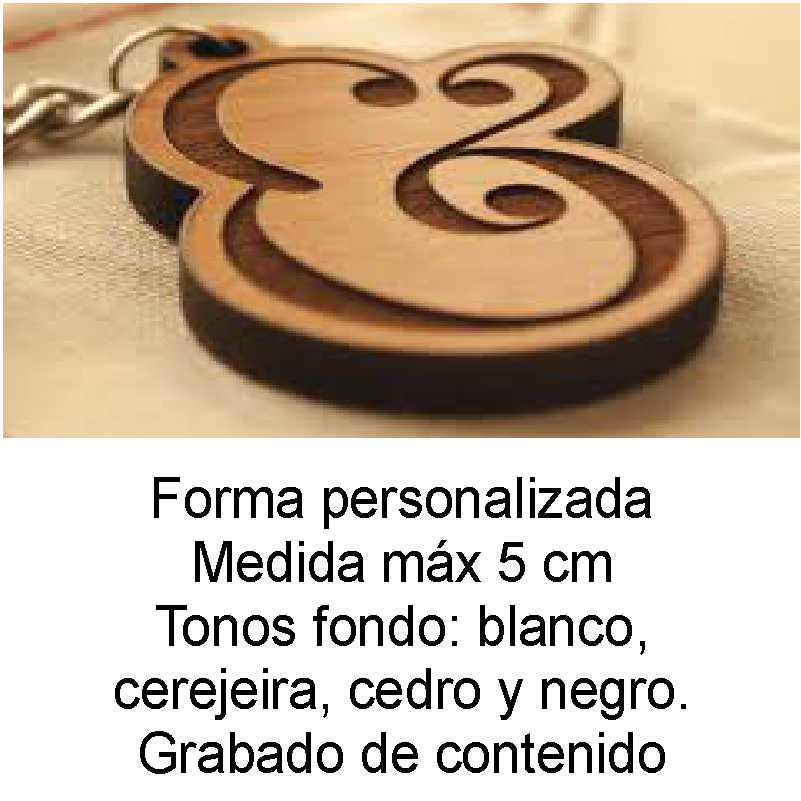 &
Forma personalizada
Medida máx 5 cm
Tonos fondo: blanco,
cerejeira, cedro y negro.
Grabado de contenido